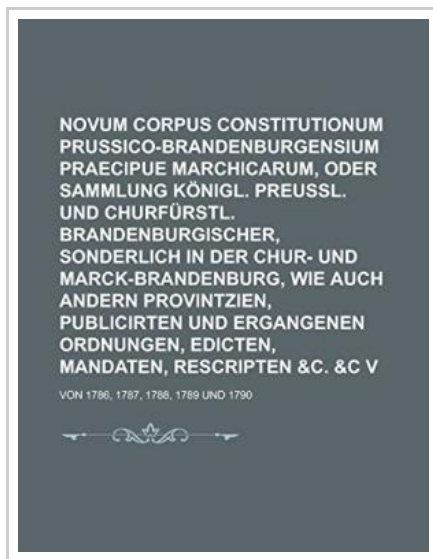 NOVUM CORPUS CONSTITUTIONUM
PRUSSICO-BRANDENBURGENSIUM
PRAECIPUE MARCHICARUM, ODER
SAMMLUNG KÖNIGL. PREUSSL.
UND CHURFÜRSTL.
BRANDENBURGISCHER,
SONDERLICH IN DER CHUR- UND
MARCK-BRANDENBURG, WIE AUCH
ANDERN PROVINTZIEN,
PUBLICIRTEN UND ERGANGENEN
ORDNUNGEN, EDICTEN,
MANDATEN, RESCRIPTEN &C. &C V
VON 1786, 1787, 1788, 1789 UND 1790